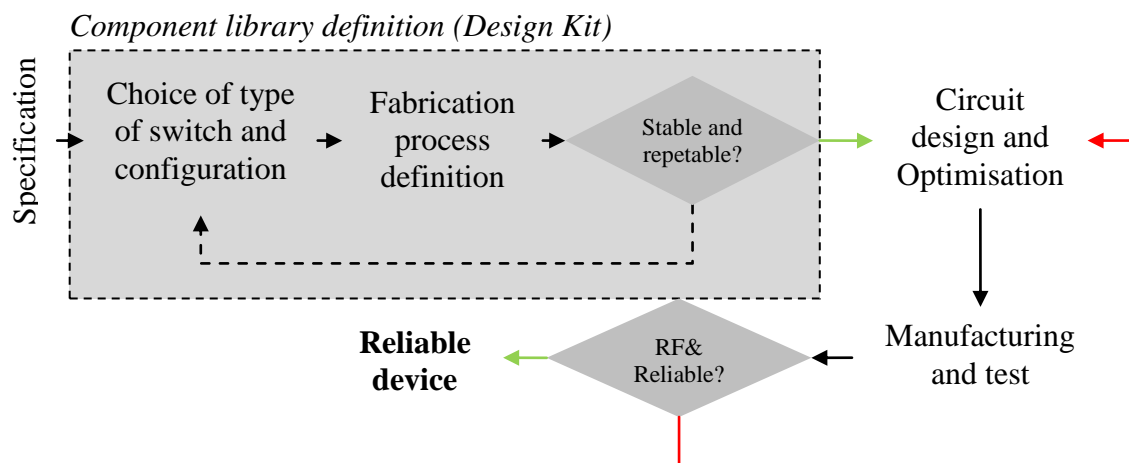 Component library definition (Design Kit)
Specification
Choice of type
of switch and
configuration
Fabrication
process
definition
Stable and
repetable?
Circuit
design and
Optimisation
Manufacturing
and test
RF&
Reliable?
Reliable
device